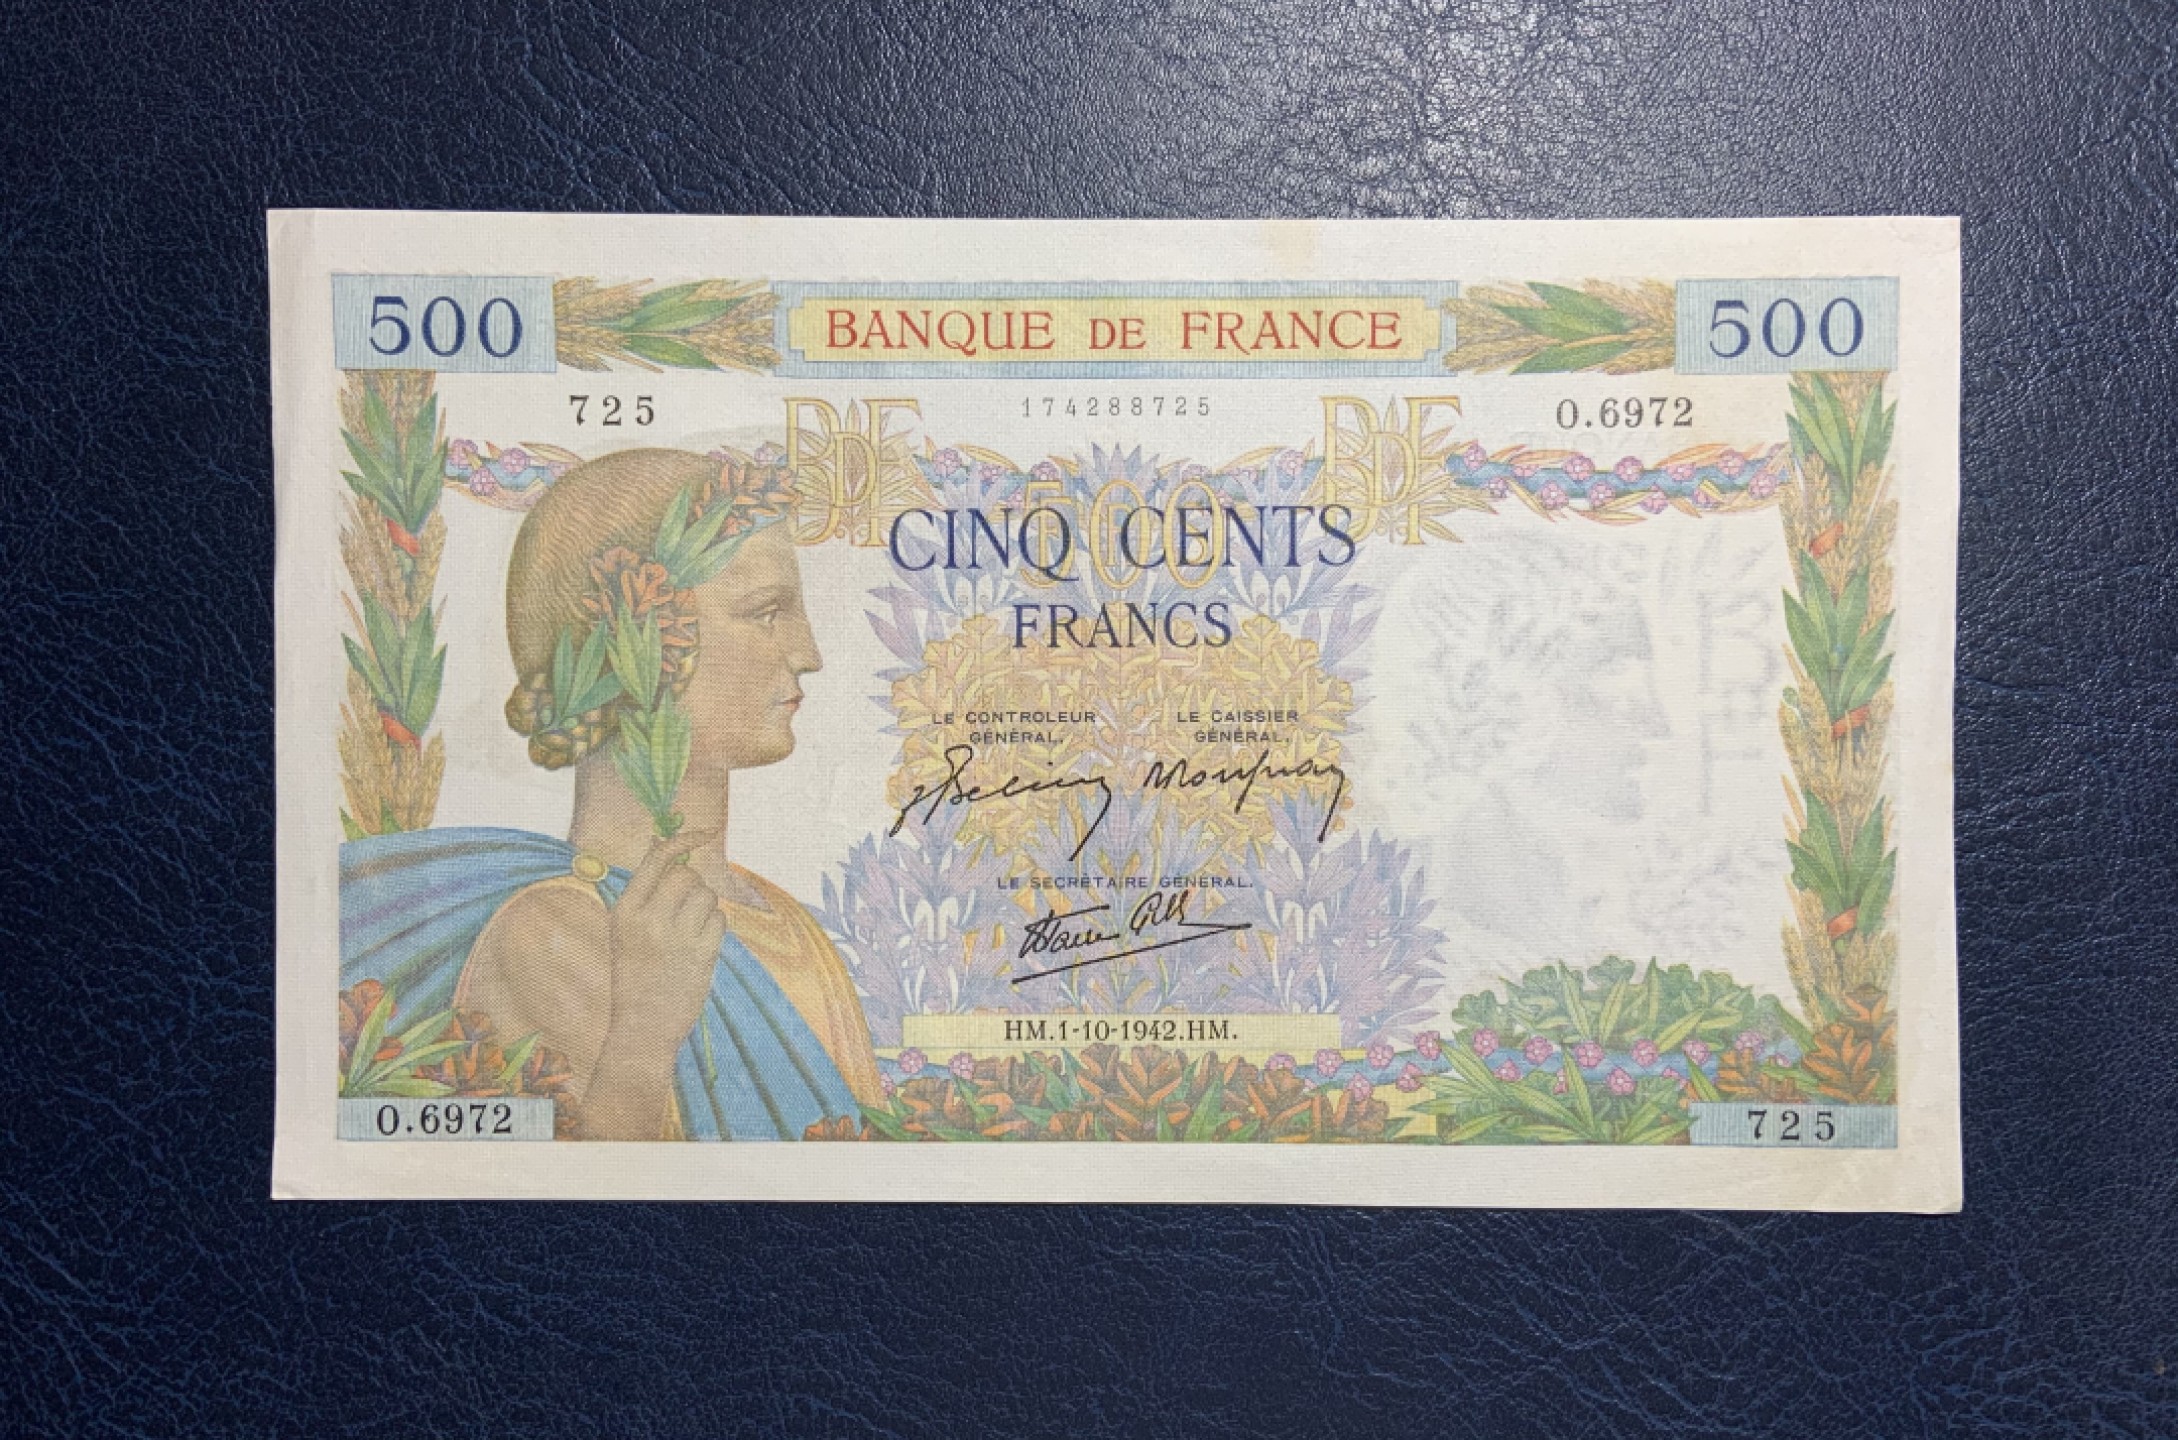 500 BANQUE DE FRANCE 500
725 BDF 174288725 BDF O.6972
500
CINQ CENTS
FRANCS
LE CONTROLEUR GÉNÉRAL.
LE CAISSIER GÉNÉRAL.
LE SECRÉTAIRE GÉNÉRAL.
HM.1-10-1942.HM.
O.6972 725